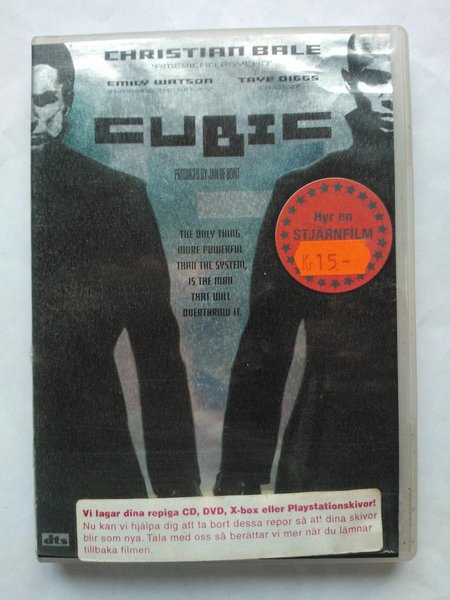 CHRISTIAN BALE
"AMERICAN PSYCHO"
EMILY WATSON TAYE DIGGS
"BREAKING THE WAVES"
CUBIC
PRODUCED BY JAN DE BONT
THE ONLY THING
MORE POWERFUL
THAN THE SYSTEM,
IS THE MAN
THAT WILL
OVERTHROW IT.
Hyr en
STJÄRNFILM
Kr 15.-
Vi lagar dina repiga CD, DVD, X-box eller Playstationskivor!
Nu kan vi hjälpa dig att ta bort dessa repor så att dina skivor
blir som nya. Tala med oss så berättar vi mer när du lämnar
tillbaka filmen.
dts